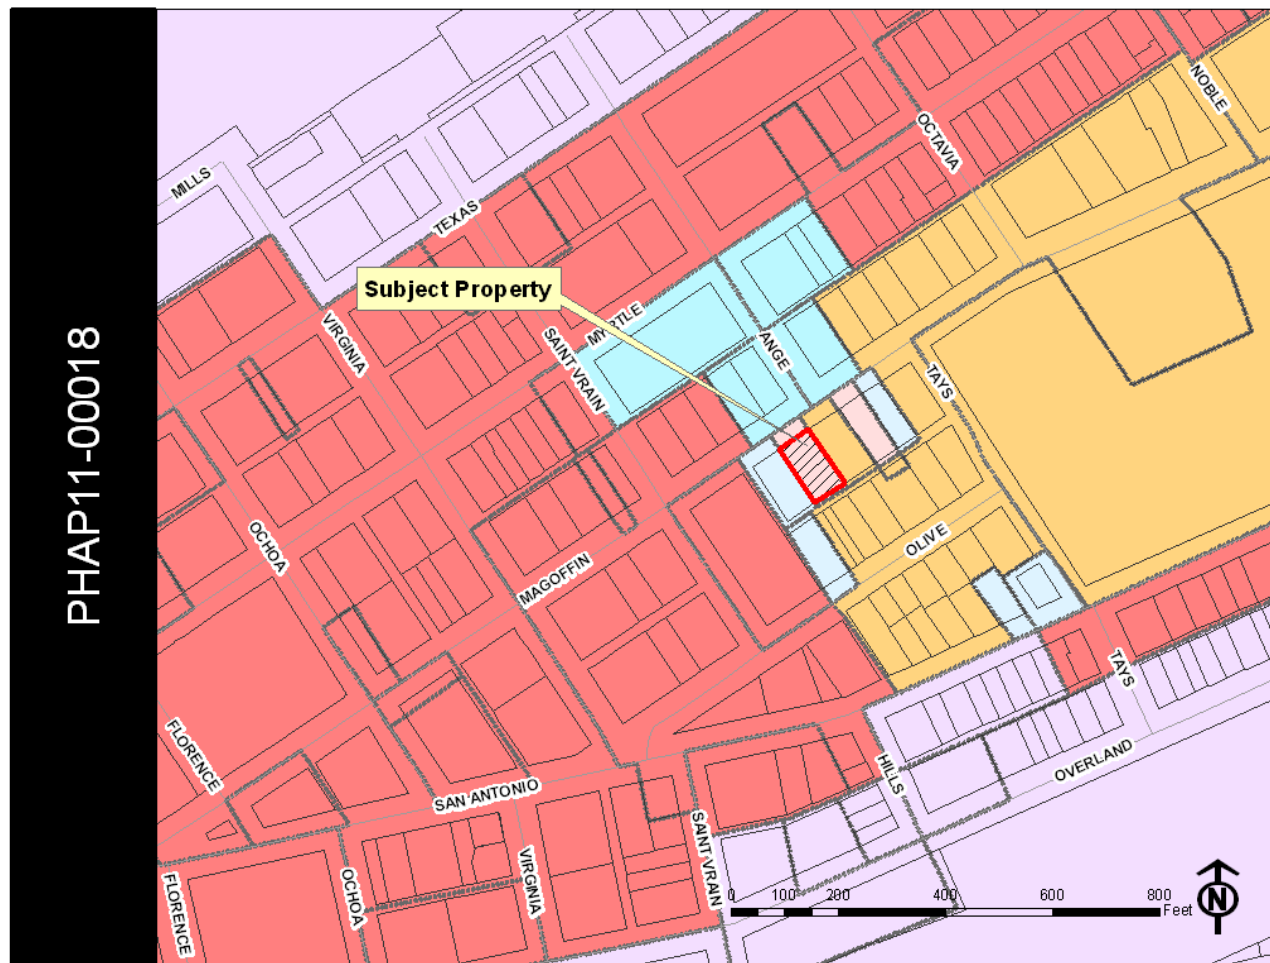 PHAP11-00018
NOBLE
OCTAVIA
MILLS
TEXAS
Subject Property
VIRGINIA
SAINT VRAIN
MYRTLE
ANGE
TAYS
OCHOA
OLIVE
MAGOFFIN
TAYS
FLORENCE
HILLS
OVERLAND
SAN ANTONIO
SAINT VRAIN
VIRGINIA
OCHOA
FLORENCE
0 100 200 400 600 800
Feet
N